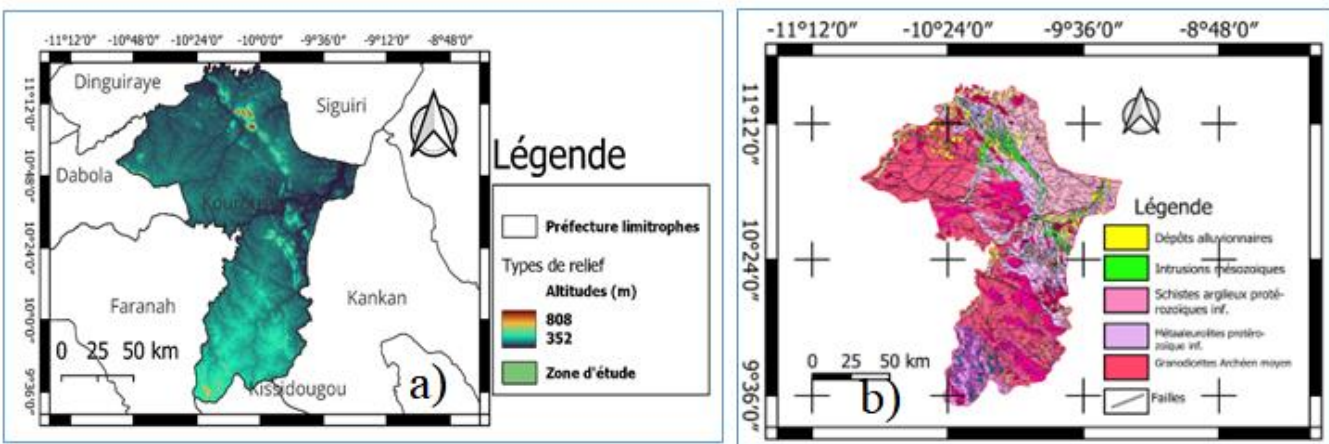 -11°12′0″ -10°48′0″ -10°24′0″ -10°0′0″ -9°36′0″ -9°12′0″ -8°48′0″
11°12′0″
10°48′0″
10°24′0″
10°0′0″
9°36′0″
Dinguiraye
Siguiri
Dabola
Faranah
Kankan
Kissidougou
0 25 50 km
a)
Légende
Préfecture limitrophes
Types de relief
Altitudes (m)
808
352
Zone d'étude
-11°12′0″ -10°24′0″ -9°36′0″ -8°48′0″
11°12′0″
10°24′0″
9°36′0″
0 25 50 km
b)
Légende
Dépôts alluvionnaires
Intrusions mésozoiques
Schistes argilieux proté-
rozoïques inf.
Métaaleurolites protéro-
zoïque inf.
Granodiorites Archéen moyen
Failles